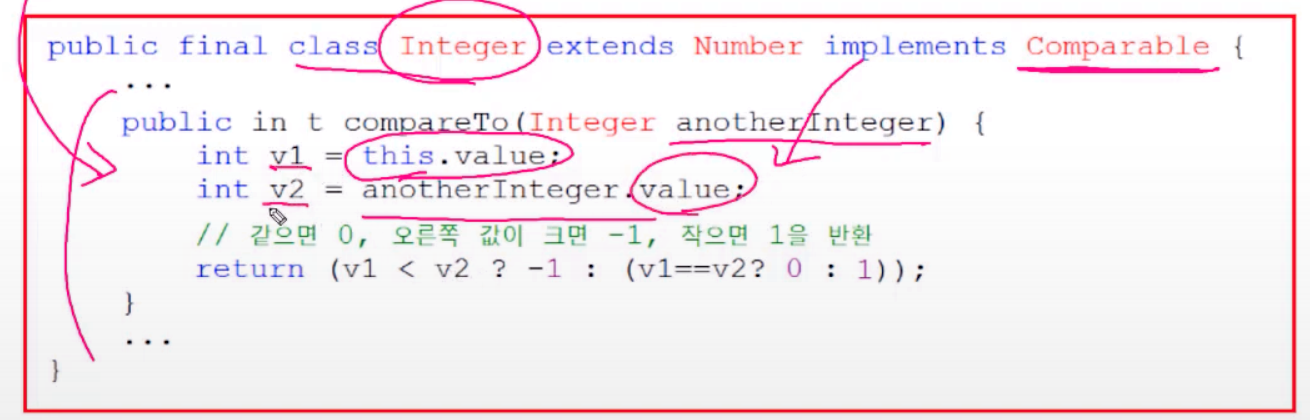 public final class Integer extends Number implements Comparable {
...
public in t compareTo(Integer anotherInteger) {
int v1 = this.value;
int v2 = anotherInteger.value;
// 같으면 0, 오른쪽 값이 크면 -1, 작으면 1을 반환
return (v1 < v2 ? -1 : (v1==v2? 0 : 1));
}
...
}